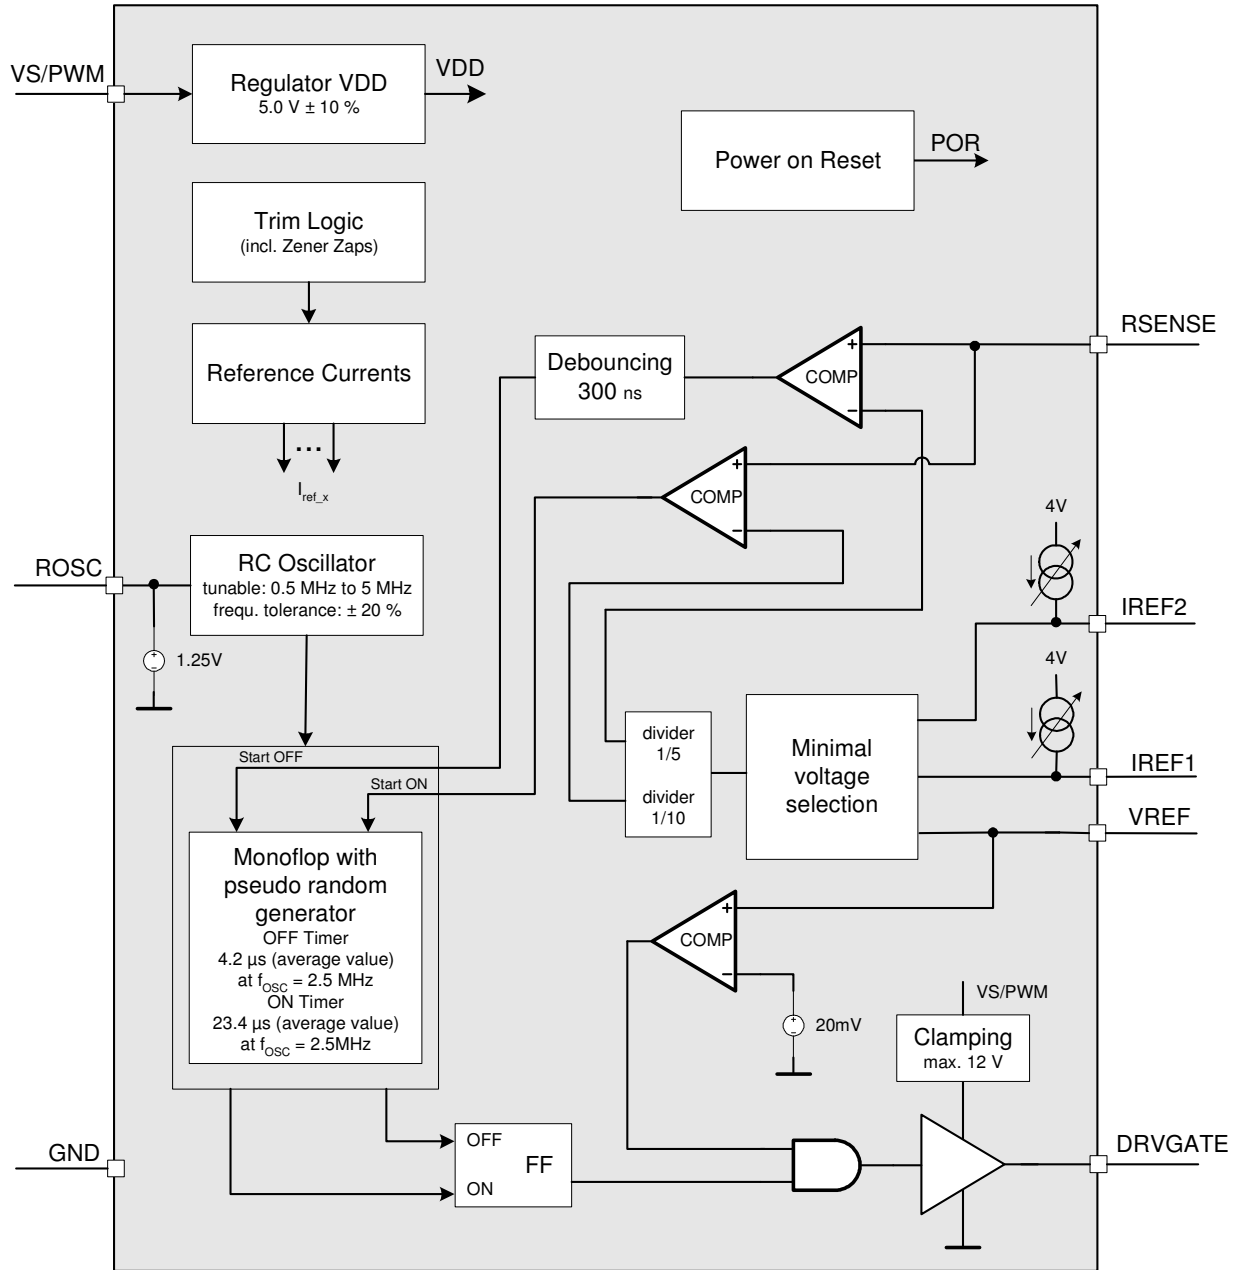 VS/PWM
Regulator VDD
5.0 V ± 10 %
VDD
Power on Reset
POR
Trim Logic
(incl. Zener Zaps)
Reference Currents
...
Iref_x
RSENSE
Debouncing
300 ns
+
COMP
−
+
COMP
−
ROSC
RC Oscillator
tunable: 0.5 MHz to 5 MHz
frequ. tolerance: ± 20 %
+
−
1.25V
4V
IREF2
4V
IREF1
VREF
divider
1/5
divider
1/10
Minimal
voltage
selection
Start OFF
Start ON
Monoflop with
pseudo random
generator
OFF Timer
4.2 µs (average value)
at fOSC = 2.5 MHz
ON Timer
23.4 µs (average value)
at fOSC = 2.5MHz
+
COMP
−
+
−
20mV
VS/PWM
Clamping
max. 12 V
GND
OFF
FF
ON
DRVGATE